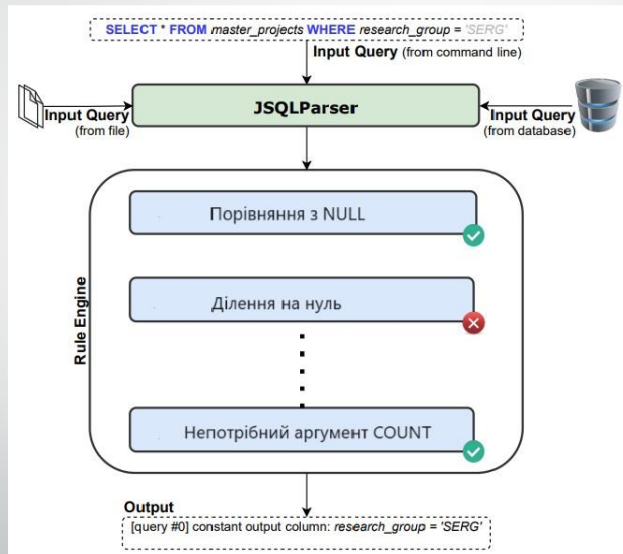 SELECT * FROM master_projects WHERE research_group = 'SERG'
Input Query (from command line)
JSQLParser
Input Query
(from file)
Input Query
(from database)
Rule Engine
Порівняння з NULL
Ділення на нуль
Непотрібний аргумент COUNT
Output
[query #0] constant output column: research_group = 'SERG'